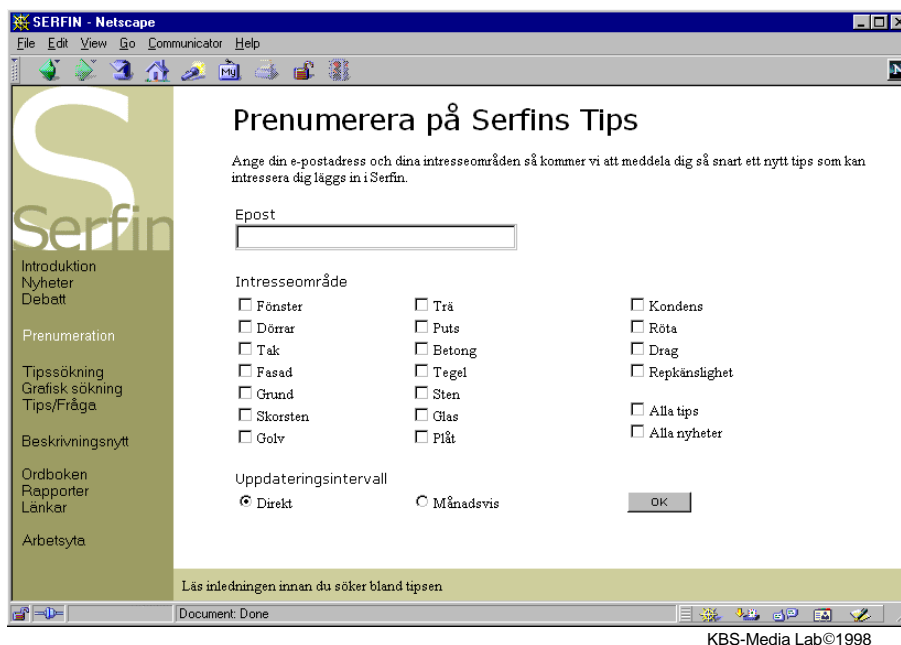 SERFIN - Netscape
File Edit View Go Communicator Help
My
N
S
Serfin
Introduktion
Nyheter
Debatt
Prenumeration
Tipssökning
Grafisk sökning
Tips/Fråga
Beskrivningsnytt
Ordboken
Rapporter
Länkar
Arbetsyta
Prenumerera på Serfins Tips
Ange din e-postadress och dina intresseområden så kommer vi att meddela dig så snart ett nytt tips som kan
intressera dig läggs in i Serfin.
Epost
Intresseområde
Fönster Trä Kondens
Dörrar Puts Röta
Tak Betong Drag
Fasad Tegel Repkänslighet
Grund Sten
Skorsten Glas Alla tips
Golv Plåt Alla nyheter
Uppdateringsintervall
Direkt Månadsvis OK
Läs inledningen innan du söker bland tipsen
Document: Done
KBS-Media Lab©1998